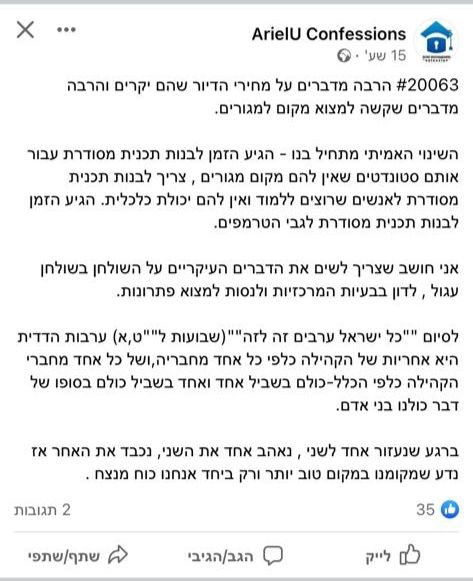 ArielU Confessions
15 שע'
#20063 הרבה מדברים על מחירי הדיור שהם יקרים והרבה
מדברים שקשה למצוא מקום למגורים.
השינוי האמיתי מתחיל בנו - הגיע הזמן לבנות תכנית מסודרת עבור
אותם סטונדטים שאין להם מקום מגורים , צריך לבנות תכנית
מסודרת לאנשים שרוצים ללמוד ואין להם יכולת כלכלית. הגיע הזמן
לבנות תכנית מסודרת לגבי הטרמפים.
אני חושב שצריך לשים את הדברים העיקריים על השולחן בשולחן
עגול , לדון בבעיות המרכזיות ולנסות למצוא פתרונות.
לסיום ""כל ישראל ערבים זה לזה""(שבועות ל""ט,א) ערבות הדדית
היא אחריות של הקהילה כלפי כל אחד מחבריה,ושל כל אחד מחברי
הקהילה כלפי הכלל-כולם בשביל אחד ואחד בשביל כולם בסופו של
דבר כולנו בני אדם.
ברגע שנעזור אחד לשני , נאהב אחד את השני, נכבד את האחר אז
נדע שמקומנו במקום טוב יותר ורק ביחד אנחנו כוח מנצח .
35
2 תגובות
לייק
הגב/הגיבי
שתף/שתפי